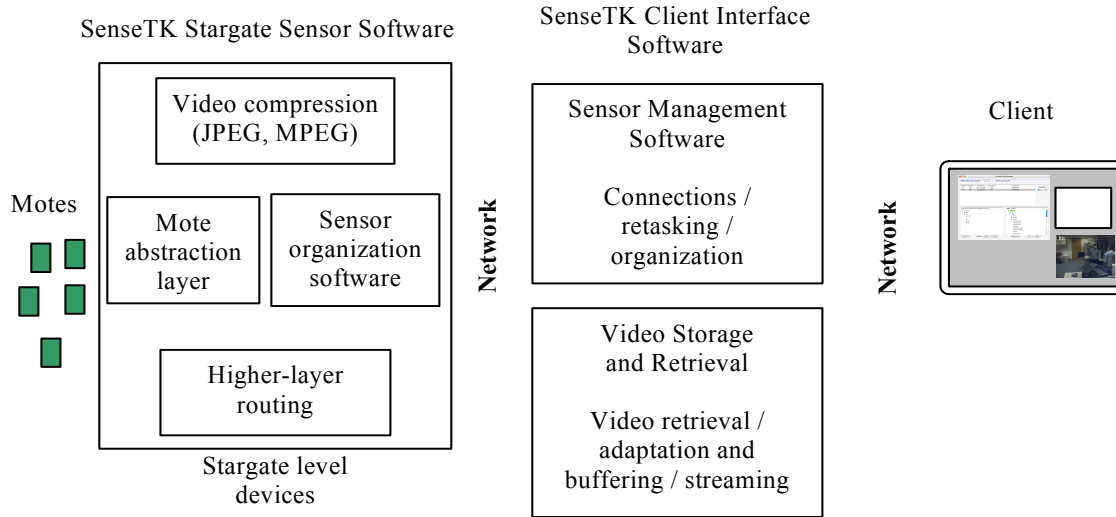 SenseTK Stargate Sensor Software
Video compression
(JPEG, MPEG)
Motes
Mote
abstraction
layer
Sensor
organization
software
Higher-layer
routing
Stargate level
devices
Network
SenseTK Client Interface
Software
Sensor Management
Software
Connections /
retasking /
organization
Video Storage
and Retrieval
Video retrieval /
adaptation and
buffering / streaming
Network
Client